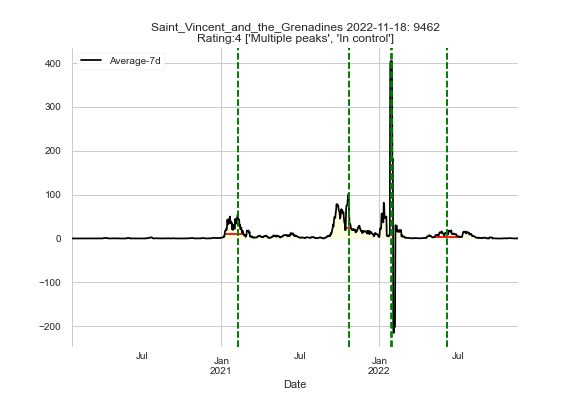 Saint_Vincent_and_the_Grenadines 2022-11-18: 9462
Rating:4 ['Multiple peaks', 'In control']
Average-7d
400
300
200
100
0
−100
−200
Jul
Jan
2021
Jul
Jan
2022
Jul
Date